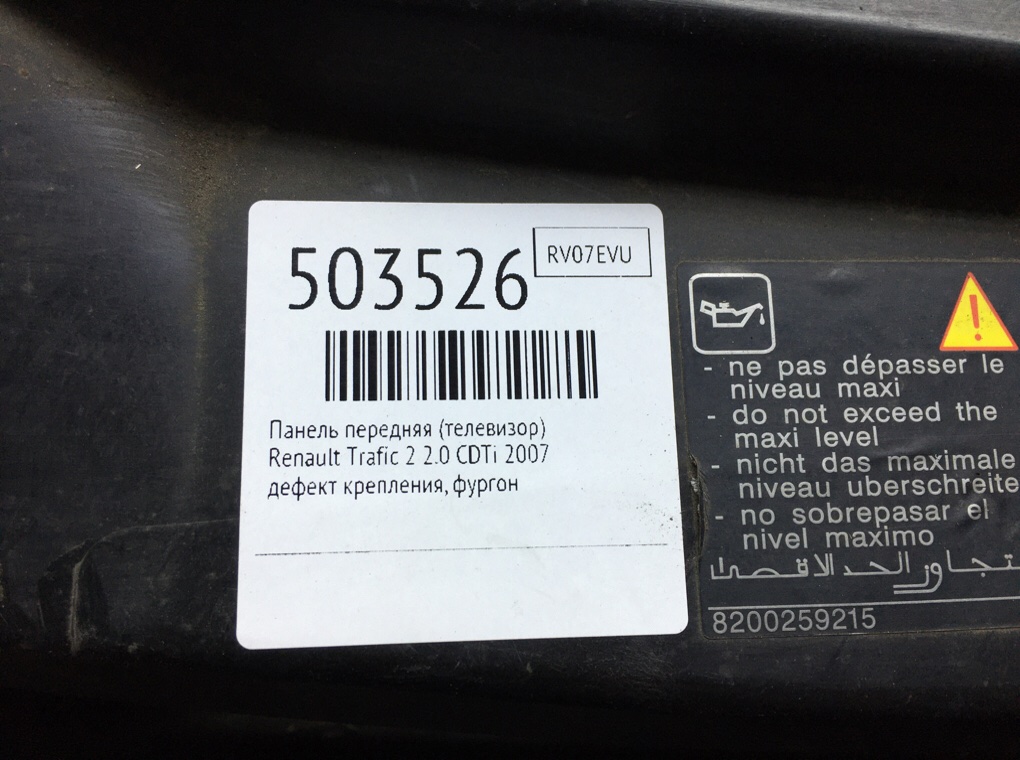 503526
RV07EVU
Панель передняя (телевизор)
Renault Trafic 2 2.0 CDTi 2007
дефект крепления, фургон
- ne pas dépasser le
niveau maxi
- do not exceed the
maxi level
- nicht das maximale
niveau uberschreite
- no sobrepasar el
nivel maximo
الحد الاقصى
8200259215